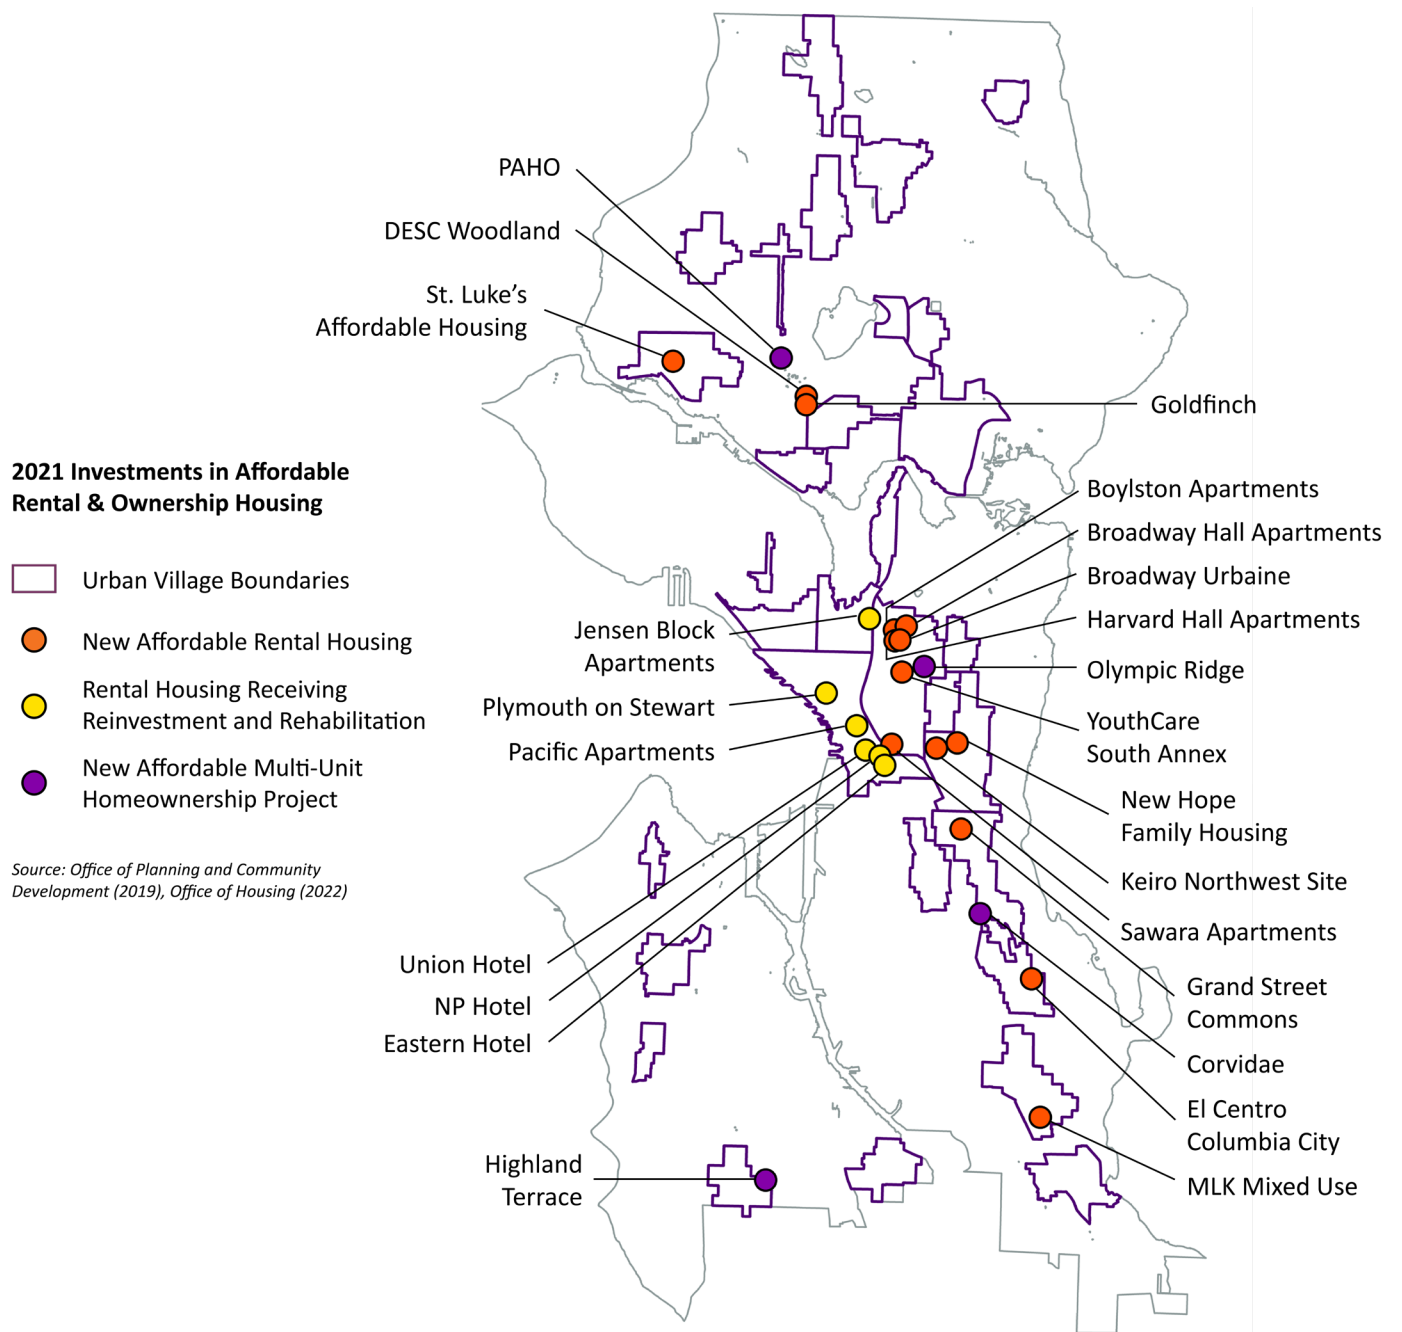 PAHO
DESC Woodland
St. Luke's
Affordable Housing
Goldfinch
2021 Investments in Affordable
Rental & Ownership Housing
Urban Village Boundaries
New Affordable Rental Housing
Rental Housing Receiving
Reinvestment and Rehabilitation
New Affordable Multi-Unit
Homeownership Project
Source: Office of Planning and Community
Development (2019), Office of Housing (2022)
Boylston Apartments
Broadway Hall Apartments
Broadway Urbaine
Harvard Hall Apartments
Olympic Ridge
YouthCare
South Annex
New Hope
Family Housing
Keiro Northwest Site
Sawara Apartments
Grand Street
Commons
Corvidae
El Centro
Columbia City
MLK Mixed Use
Jensen Block
Apartments
Plymouth on Stewart
Pacific Apartments
Union Hotel
NP Hotel
Eastern Hotel
Highland
Terrace